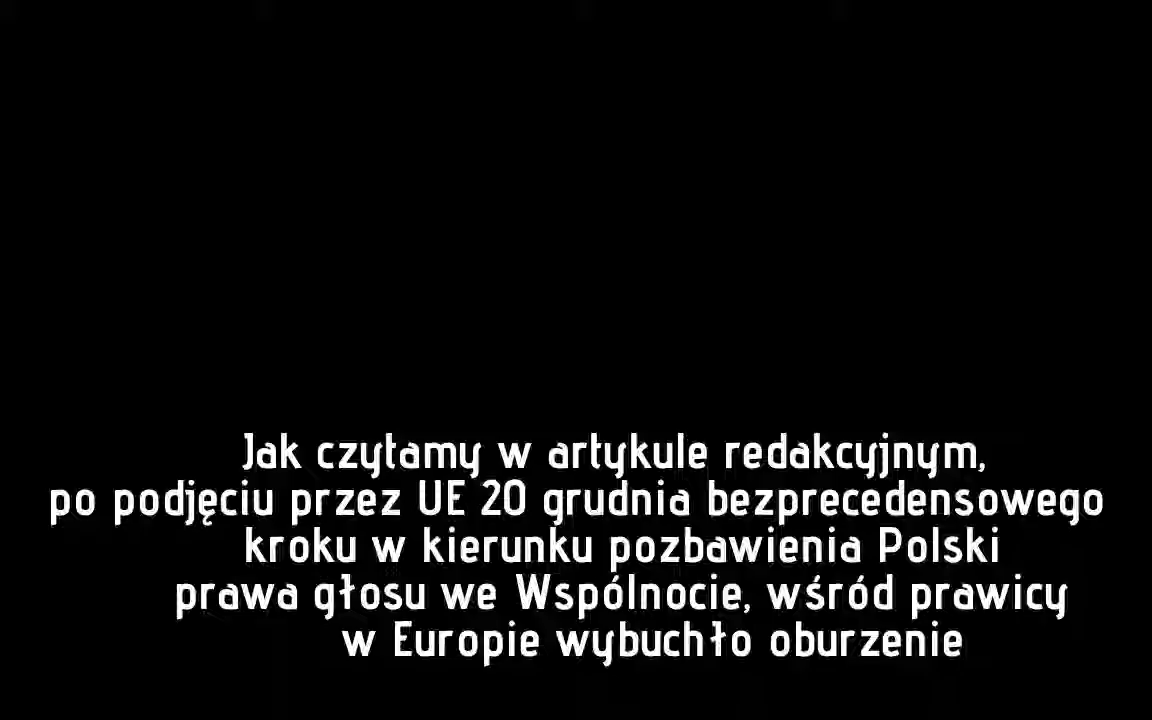 Jak czytamy w artykule redakcyjnym,
po podjęciu przez UE 20 grudnia bezprecedensowego
kroku w kierunku pozbawienia Polski
prawa głosu we Wspólnocie, wśród prawicy
w Europie wybuchło oburzenie